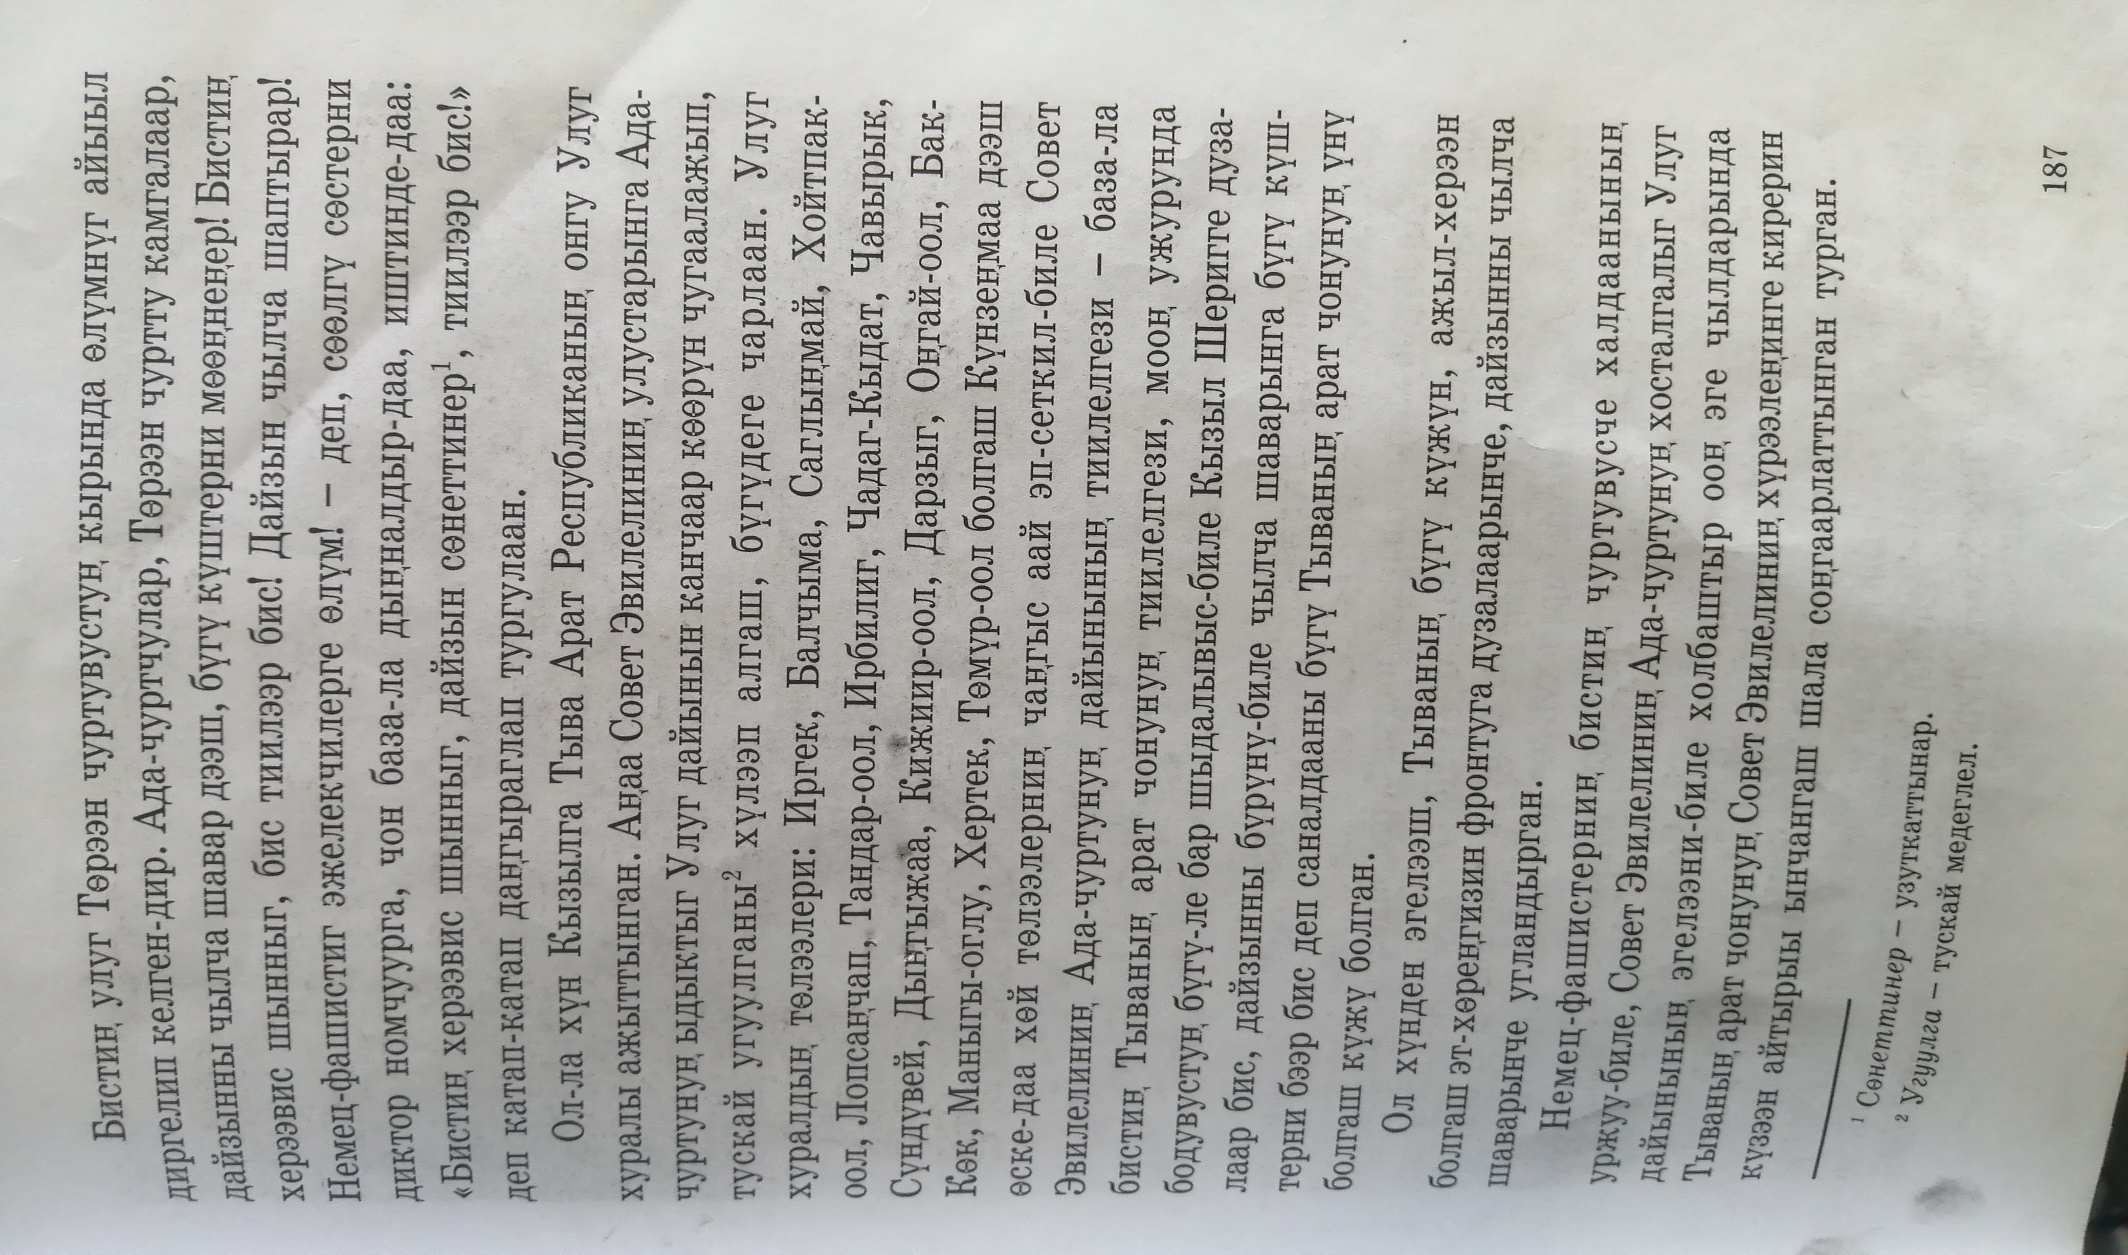 Бистиң улуг Төрээн чуртувустуң кырында өлүмнүг айыыл
диргелип келген-дир. Ада-чуртчулар, Төрээн чуртту камгалаар,
дайзынны чылча шавар дээш, бүгү күштерни мөөңнеңер! Бистиң
херээвис шынныг, бис тиилээр бис! Дайзын чылча шаптырар!
Немец-фашистиг эжелекчилерге өлүм! — деп, сөөлгү сөстерни
диктор номчуурга, чон база-ла дыңналдыр-даа, иштинде-даа:
«Бистиң херээвис шынныг, дайзын сөнеттинер¹, тиилээр бис!»
деп катап-катап даңгыраглап тургулаан.
Ол-ла хүн Кызылга Тыва Арат Республиканың онгу Улуг
хуралы ажыттынган. Аңаа Совет Эвилелиниң улустарынга Ада-
чуртунуң ыдыктыг Улуг дайынын канчаар көөрүн чугаалажып,
тускай угуулганы² хүлээп алгаш, бүгүдеге чарлаан. Улуг
хуралдың төлээлери: Иргек, Балчыма, Саглыңмай, Хойтпак-
оол, Лопсаңчап, Тандар-оол, Ирбилиг, Чадаг-Кыдат, Чавырык,
Сүндүвей, Дыңгыжаа, Кижиир-оол, Дарзыг, Оңгай-оол, Бак-
Көк, Маныгы-оглу, Хертек, Төмүр-оол болгаш Күнзеңмаа дээш
өске-даа хөй төлээлерниң чаңгыс аай эп-сеткил-биле Совет
Эвилелиниң Ада-чуртунуң дайынының тиилелгези — база-ла
бистиң Тываның арат чонунуң тиилелгези, мооң ужурунда
бодувустуң бүгү-ле бар шыдалывыс-биле Кызыл Шеригге дуза-
лаар бис, дайзынны бүрүнү-биле чылча шаварынга бүгү күш-
терни бээр бис деп саналдааны бүгү Тываның арат чонунуң үнү
болгаш күжү болган.
Ол хүнден эгелээш, Тываның бүгү күжүн, ажыл-херээн
болгаш эт-хөреңгизин фронтуга дузалаарынче, дайзынны чылча
шаварынче угландырган.
Немец-фашистерниң бистиң чуртувусче халдаанының
уржуу-биле, Совет Эвилелиниң Ада-чуртунуң хосталгалыг Улуг
дайынының эгелээни-биле холбаштыр ооң эге чылдарында
Тываның арат чонунуң Совет Эвилелиниң хүрээлеңинге кирерин
күзээн айтырыы ынчангаш шала соңгаарлаттынган турган.
¹ Сөнеттинер – узуткаттынар.
² Угуулга – тускай медеглел.
187